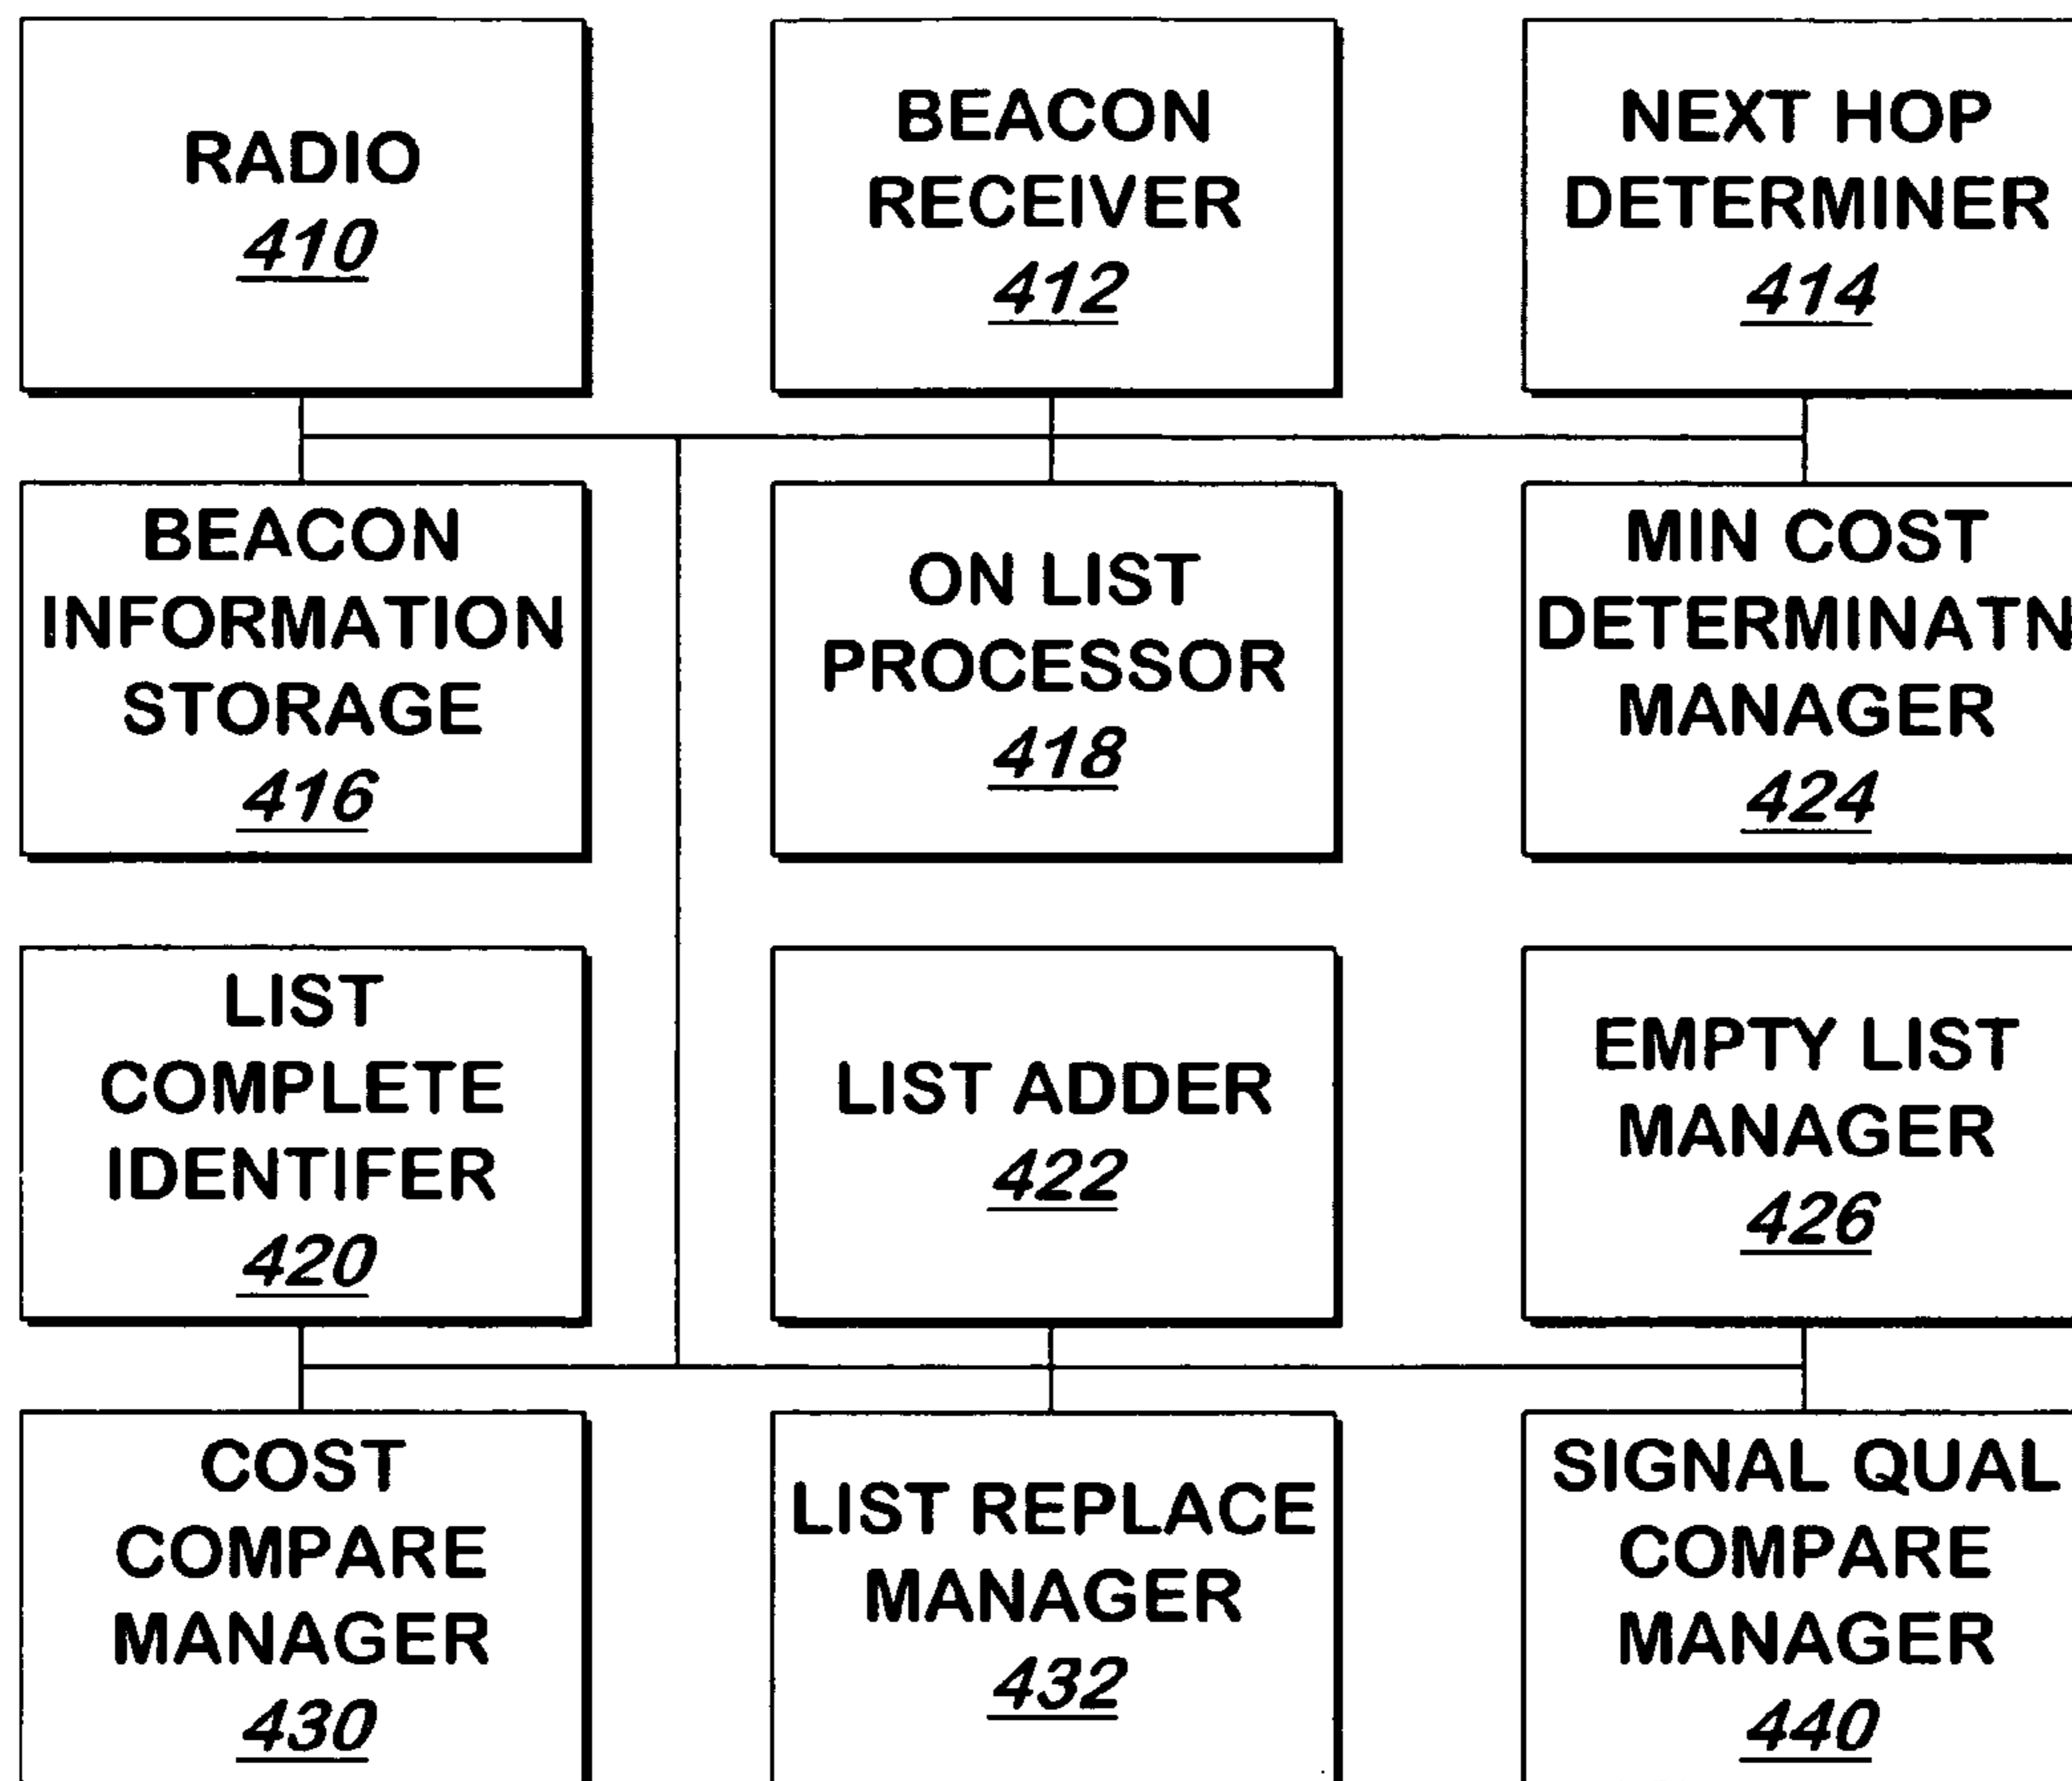 RADIO
410
BEACON
RECEIVER
412
NEXT HOP
DETERMINER
414
BEACON
INFORMATION
STORAGE
416
ON LIST
PROCESSOR
418
MIN COST
DETERMINATN
MANAGER
424
LIST
COMPLETE
IDENTIFER
420
LIST ADDER
422
EMPTY LIST
MANAGER
426
COST
COMPARE
MANAGER
430
LIST REPLACE
MANAGER
432
SIGNAL QUAL
COMPARE
MANAGER
440